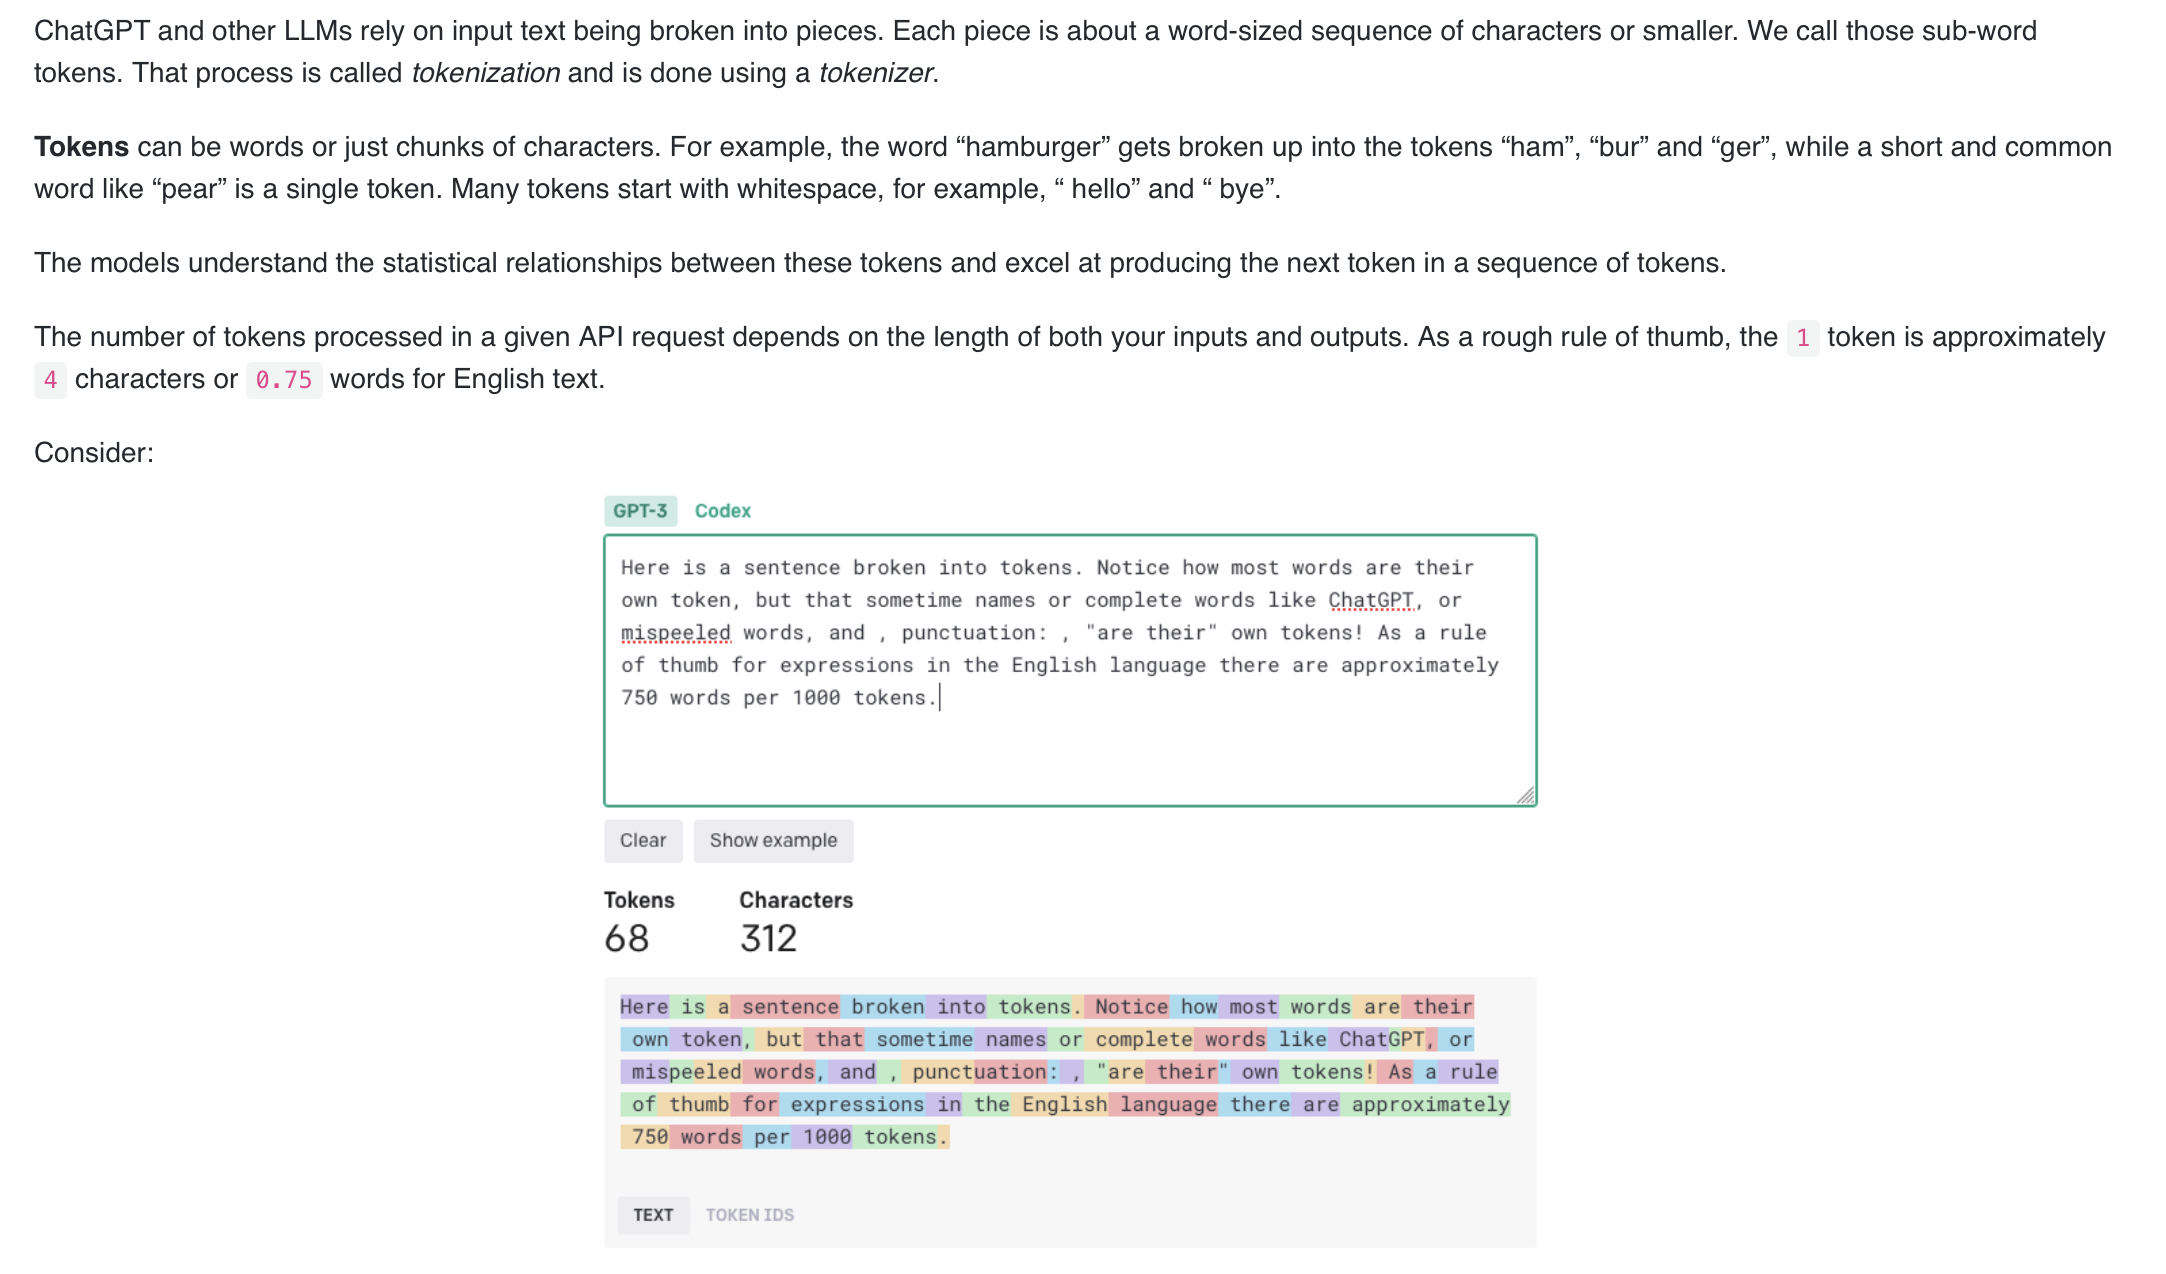 ChatGPT and other LLMs rely on input text being broken into pieces. Each piece is about a word-sized sequence of characters or smaller. We call those sub-word
tokens. That process is called tokenization and is done using a tokenizer.
Tokens can be words or just chunks of characters. For example, the word “hamburger” gets broken up into the tokens “ham”, “bur” and “ger”, while a short and common
word like “pear” is a single token. Many tokens start with whitespace, for example, “ hello” and “ bye”.
The models understand the statistical relationships between these tokens and excel at producing the next token in a sequence of tokens.
The number of tokens processed in a given API request depends on the length of both your inputs and outputs. As a rough rule of thumb, the 1 token is approximately
4 characters or 0.75 words for English text.
Consider:
GPT-3 Codex
Here is a sentence broken into tokens. Notice how most words are their
own token, but that sometime names or complete words like ChatGPT, or
mispeeled words, and , punctuation: , "are their" own tokens! As a rule
of thumb for expressions in the English language there are approximately
750 words per 1000 tokens.
Clear Show example
Tokens Characters
68 312
Here is a sentence broken into tokens. Notice how most words are their
own token, but that sometime names or complete words like ChatGPT, or
mispeeled words, and , punctuation: , "are their" own tokens! As a rule
of thumb for expressions in the English language there are approximately
750 words per 1000 tokens.
TEXT TOKEN IDS